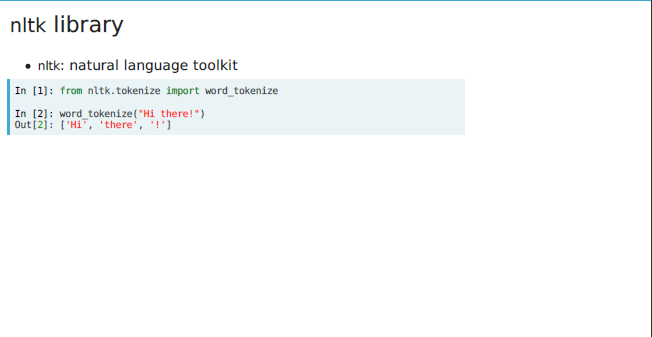 nltk library
• nltk: natural language toolkit
In [1]: from nltk.tokenize import word_tokenize
In [2]: word_tokenize("Hi there!")
Out[2]: ['Hi', 'there', '!']